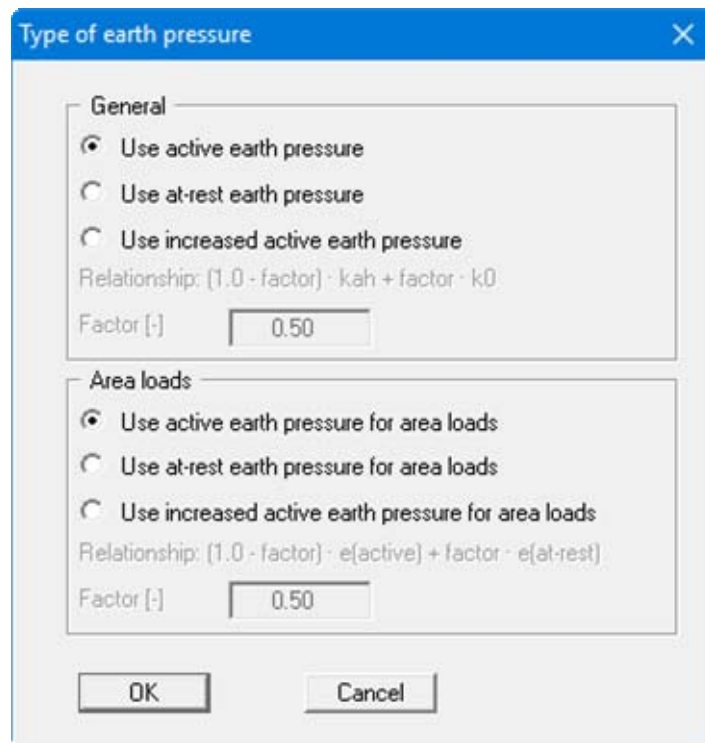 Type of earth pressure
General
Use active earth pressure
Use at-rest earth pressure
Use increased active earth pressure
Relationship: (1.0 - factor) · kah + factor · k0
Factor [-] 0.50
Area loads
Use active earth pressure for area loads
Use at-rest earth pressure for area loads
Use increased active earth pressure for area loads
Relationship: (1.0 - factor) · e(active) + factor · e(at-rest)
Factor [-] 0.50
OK Cancel